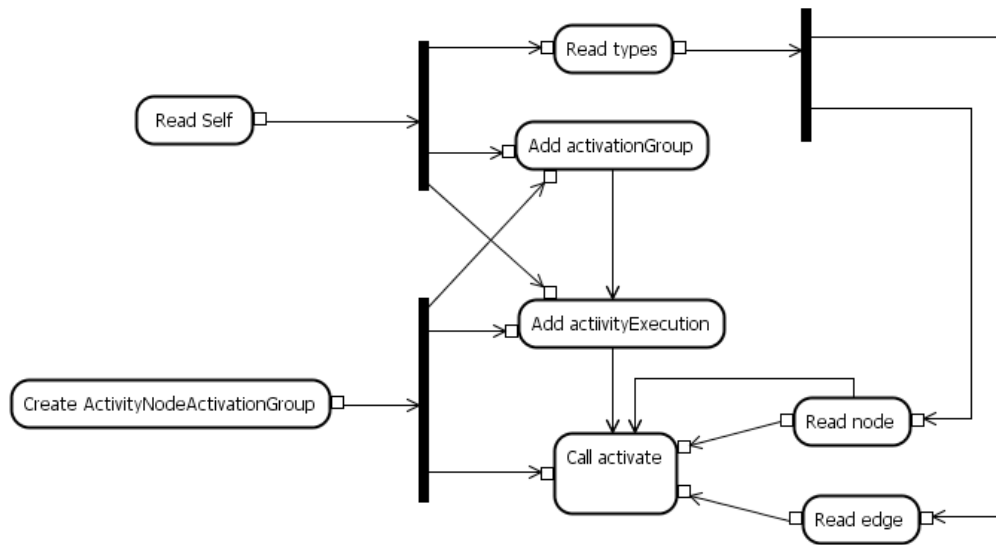 Read types
Read Self
Add activationGroup
Add actiivityExecution
Create ActivityNodeActivationGroup
Read node
Call activate
Read edge